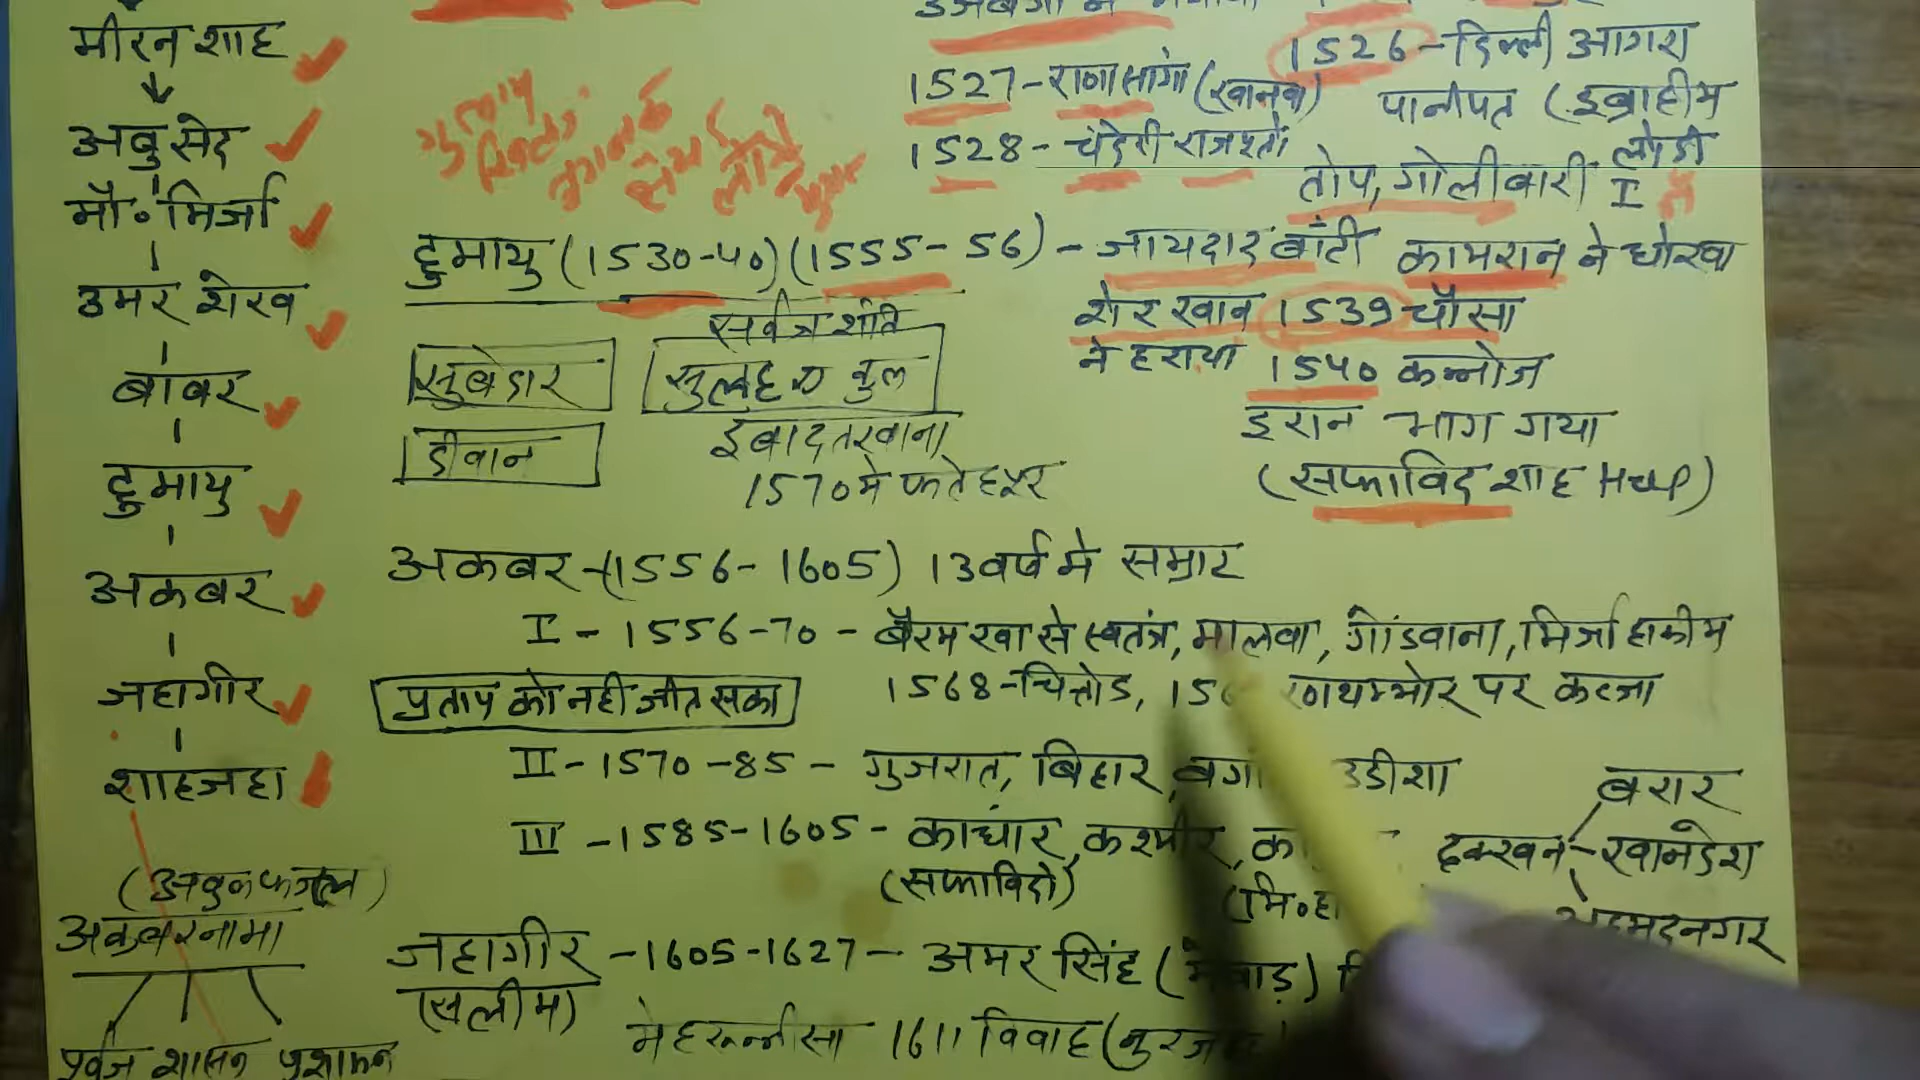 मीरन शाह
अबु सेद
मौ० मिर्जा
उमर शेख
बाबर
हुमायु
अकबर
जहागीर
शाहजहा
(अबुल फजल)
अकबरनामा
पूर्वज शासन प्रशासन
1526-दिल्ली आगरा
पानीपत (इब्राहीम
लोदी
I
1527-राणा सांगा (खानवा)
1528- चंदेरी राजपूतो
तोप, गोलीबारी
हुमायु (1530-40) (1555-56) - जायदाद बांटी कामरान ने धोखा
शेर खान 1539 चौसा
ने हराया 1540 कन्नोज
इरान भाग गया
(सफाविद शाह Help)
सर्वत्र शांति
सुबेदार
सुलह ए कुल
दीवान
इबादतखाना
1570 मे फतेहपुर
अकबर-(1556-1605) 13 वर्ष मे सम्राट
I - 1556-70 - बैरम खा से स्वतंत्र, मालवा, गोंडवाना, मिर्जा हाकीम
प्रताप को नही जीत सका
1568-चित्तोड, 156 रणथम्भोर पर कब्जा
II - 1570-85 - गुजरात, बिहार, उडीशा
III - 1585-1605 - कांधार, कश्मीर,
(सफाविदो)
दक्खन
बरार
खानदेश
अहमदनगर
जहागीर - 1605-1627 - अमर सिंह (मेवाड़)
(सलीम)
मेहरून्नीसा 1611 विवाह